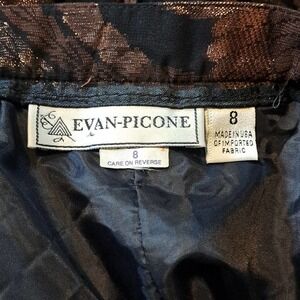 EVAN-PICONE
8
CARE ON REVERSE
8
MADE IN USA
OF IMPORTED
FABRIC